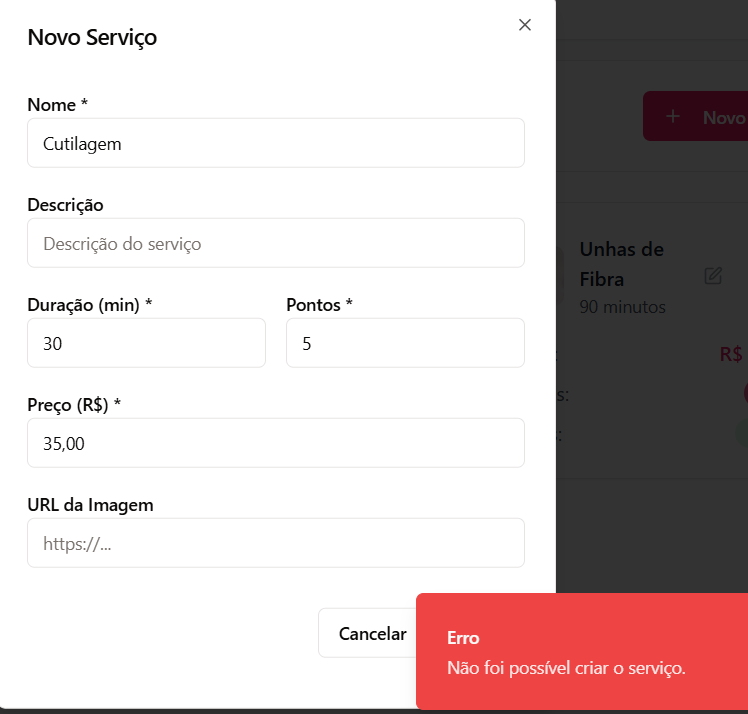 Novo Serviço
Nome *
Cutilagem
Descrição
Descrição do serviço
Duração (min) * Pontos *
30 5
Preço (R$) *
35,00
URL da Imagem
https://...
Cancelar
+ Novo
Unhas de
Fibra
90 minutos
R$
s:
:
Erro
Não foi possível criar o serviço.